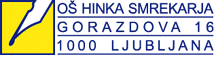 OŠ HINKA SMREKARJA
GORAZDOVA 16
1000 LJUBLJANA